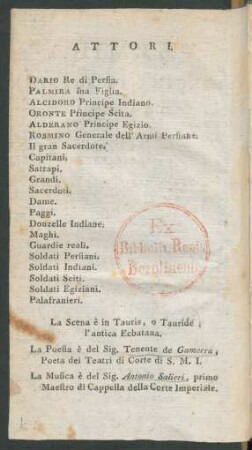 ATTORI.
DARIO Re di Persia.
PALMIRA sua Figlia.
ALCIDORO Principe Indiano.
ORONTE Principe Scita.
ALDERANO Principe Egizio.
ROSMINO Generale dell'Armi Persiane.
Il gran Sacerdote.
Capitani.
Satrapi.
Grandi.
Sacerdoti.
Dame.
Paggi.
Donzelle Indiane.
Maghi.
Guardie reali.
Soldati Persiani.
Soldati Indiani.
Soldati Sciti.
Soldati Egiziani.
Palafranieri.
Ex
Biblioth. Regia
Berolinensi.
La Scena è in Tauris, o Tauride,
l'antica Ecbatana.
La Poesia è del Sig. Tenente de Gamerra,
Poeta dei Teatri di Corte di S. M. I.
La Musica è del Sig. Antonio Salieri, primo
Maestro di Cappella della Corte Imperiale.